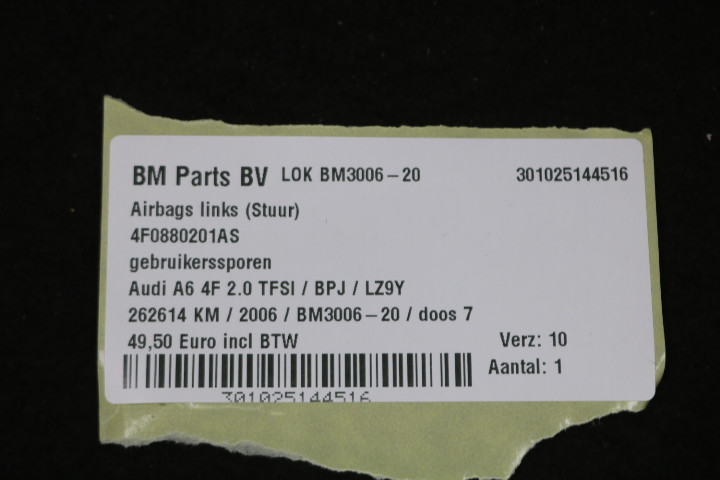 BM Parts BV LOK BM3006-20 301025144516
Airbags links (Stuur)
4F0880201AS
gebruikerssporen
Audi A6 4F 2.0 TFSI / BPJ / LZ9Y
262614 KM / 2006 / BM3006-20 / doos 7
49,50 Euro incl BTW Verz: 10
Aantal: 1
301025144516